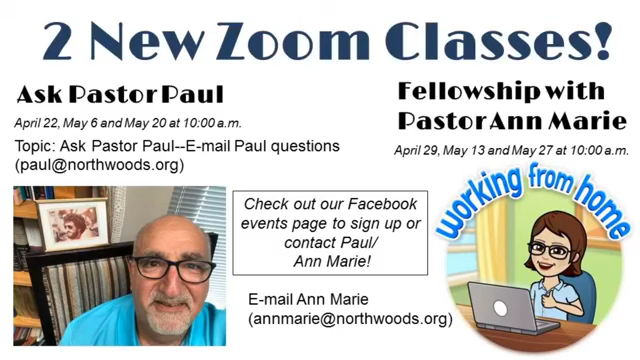 2 New Zoom Classes!
Ask Pastor Paul
April 22, May 6 and May 20 at 10:00 a.m.
Topic: Ask Pastor Paul--E-mail Paul questions
(paul@northwoods.org)
Fellowship with
Pastor Ann Marie
April 29, May 13 and May 27 at 10:00 a.m.
Check out our Facebook
events page to sign up or
contact Paul/
Ann Marie!
E-mail Ann Marie
(annmarie@northwoods.org)
working from home